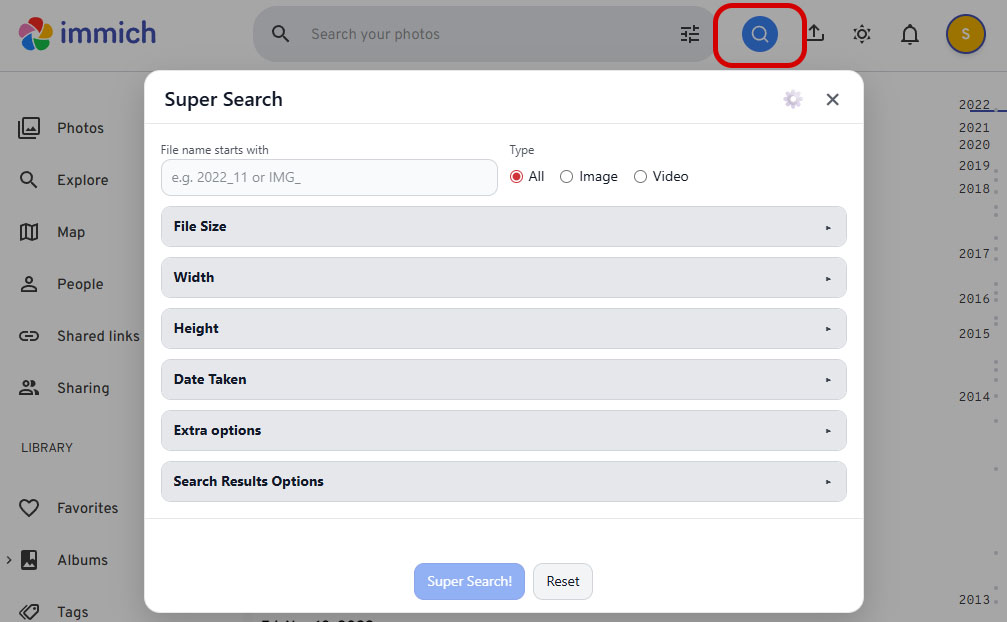 immich
Search your photos
S
Super Search
File name starts with
Type
e.g. 2022_11 or IMG_
All
Image
Video
File Size
Width
Height
Date Taken
Extra options
Search Results Options
Super Search!
Reset
Photos
Explore
Map
People
Shared links
Sharing
LIBRARY
Favorites
Albums
Tags
2022
2021
2020
2019
2018
2017
2016
2015
2014
2013